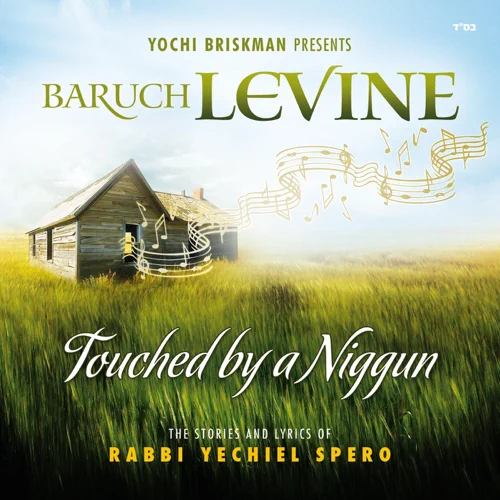 בס"ד
YOCHI BRISKMAN PRESENTS
BARUCH LEVINE
Touched by a Niggun
THE STORIES AND LYRICS OF
RABBI YECHIEL SPERO